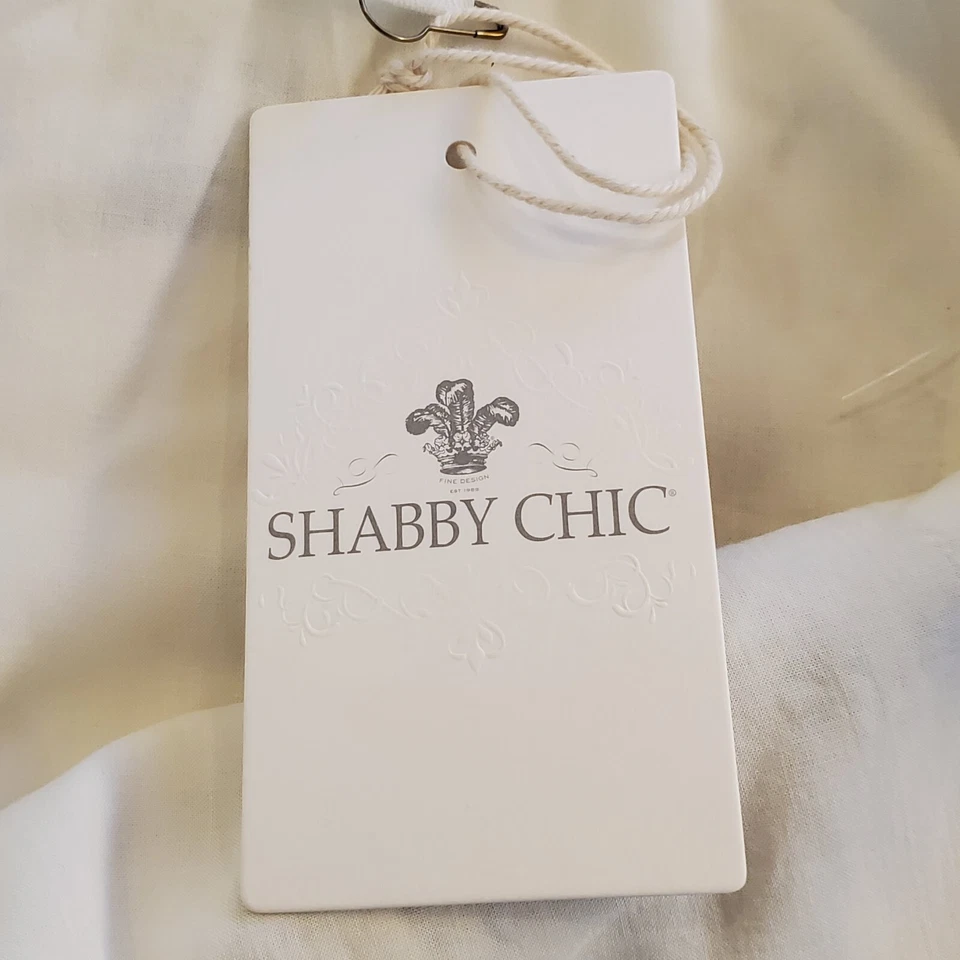 FINE DESIGN
EST 1989
SHABBY CHIC®